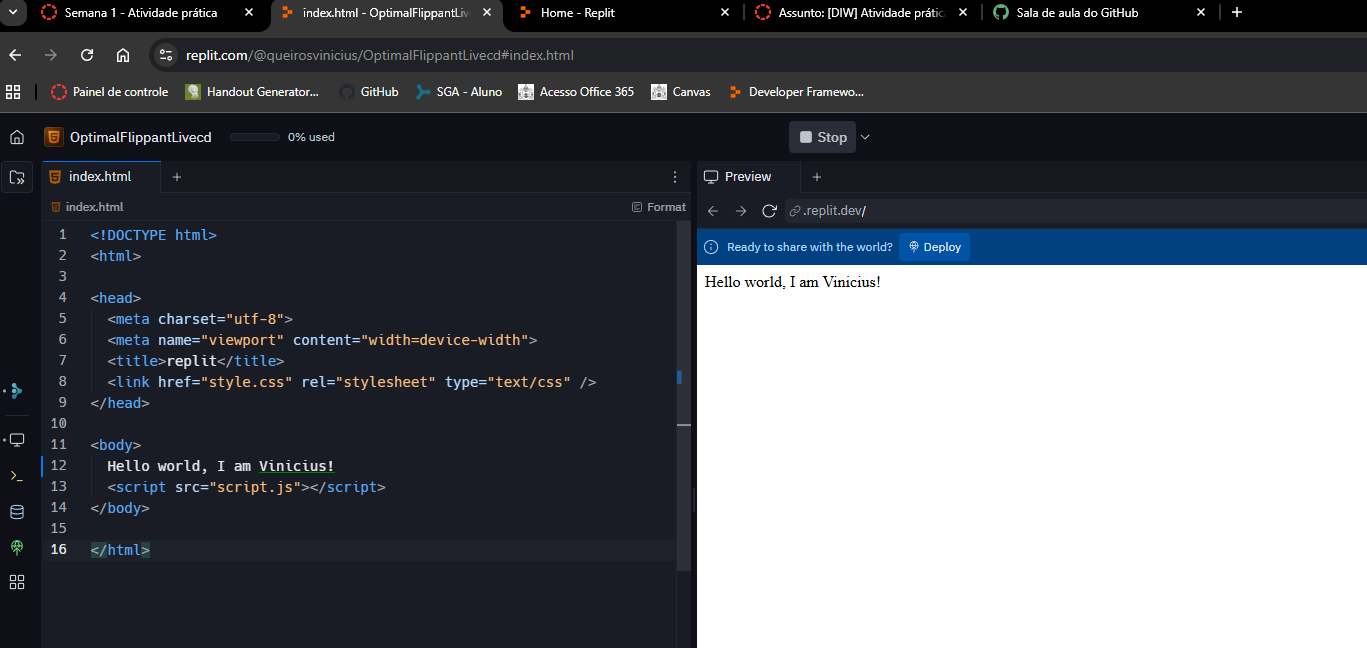 Semana 1 - Atividade prática
index.html - OptimalFlippantLiv
Home - Replit
Assunto: [DIW] Atividade prátic
Sala de aula do GitHub
replit.com/@queirosvinicius/OptimalFlippantLivecd#index.html
Painel de controle
Handout Generator...
GitHub
SGA - Aluno
Acesso Office 365
Canvas
Developer Framewo...
OptimalFlippantLivecd
0% used
Stop
index.html
Preview
index.html
Format
.replit.dev/
Ready to share with the world?
Deploy
1 <!DOCTYPE html>
2 <html>
3
4 <head>
5 <meta charset="utf-8">
6 <meta name="viewport" content="width=device-width">
7 <title>replit</title>
8 <link href="style.css" rel="stylesheet" type="text/css" />
9 </head>
10
11 <body>
12 Hello world, I am Vinicius!
13 <script src="script.js"></script>
14 </body>
15
16 </html>
Hello world, I am Vinicius!